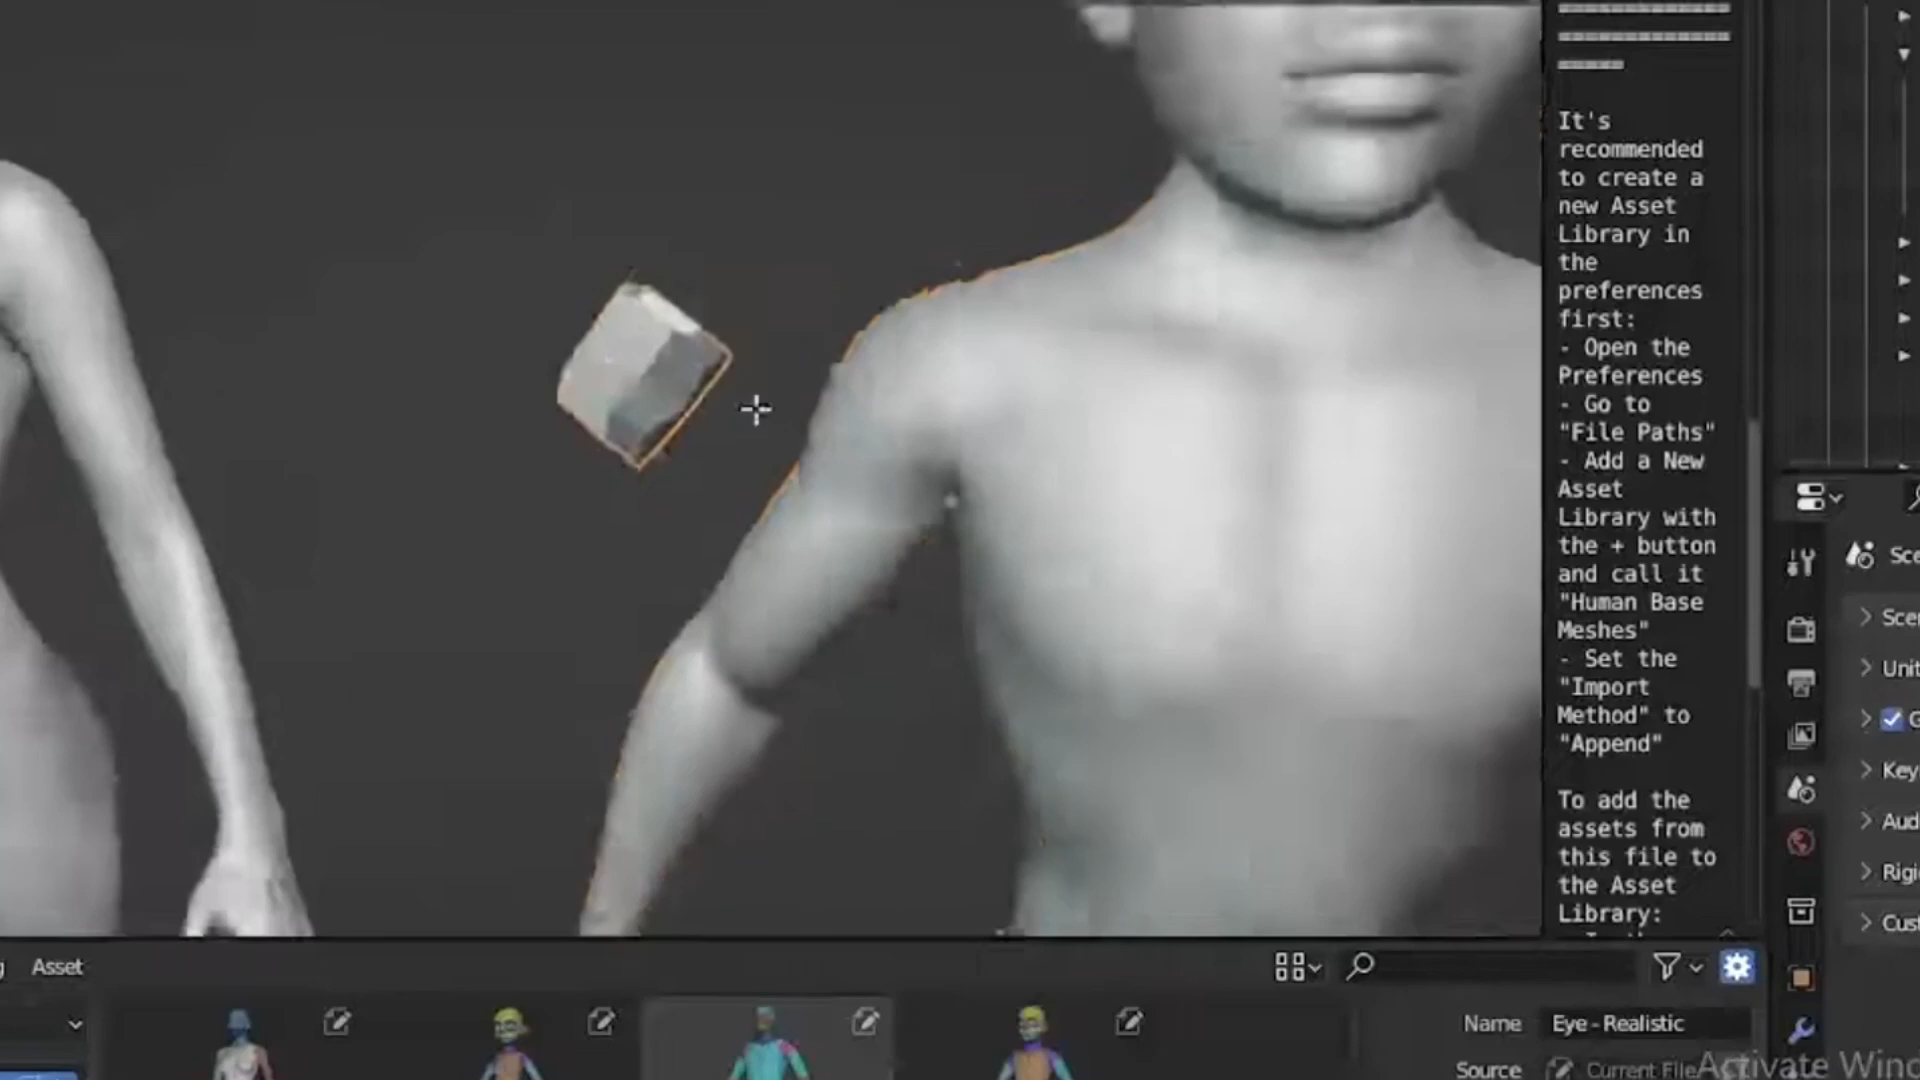 It's
recommended
to create a
new Asset
Library in
the
preferences
first:
- Open the
Preferences
- Go to
"File Paths"
- Add a New
Asset
Library with
the + button
and call it
"Human Base
Meshes"
- Set the
"Import
Method" to
"Append"
To add the
assets from
this file to
the Asset
Library:
Sce
Scen
Unit
G
Key
Aud
Rigi
Cust
Asset
Name Eye - Realistic
Source Current File
Activate Wind